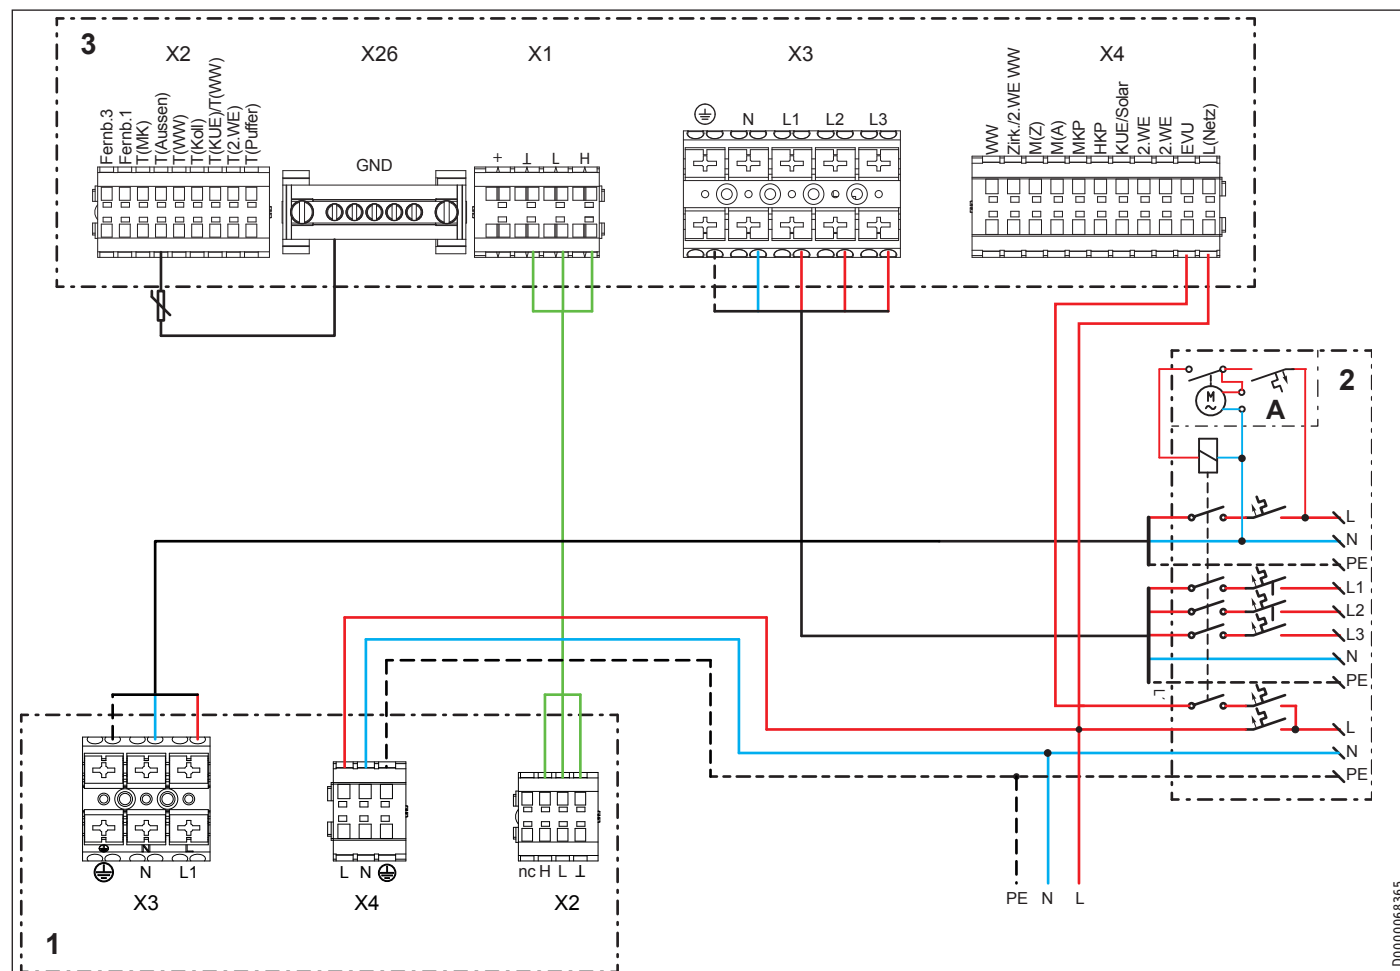 3
X2
X26
X1
X3
X4
Fernb.3
Fernb.1
T(MK)
T(Aussen)
T(WW)
T(Koll)
T(KUE)/T(WW)
T(2.WE)
T(Puffer)
GND
+ ⊥ L H
N L1 L2 L3
WW
Zirk./2.WE WW
M(Z)
M(A)
MKP
HKP
KUE/Solar
2.WE
2.WE
EVU
L(Netz)
2
M
~
A
L
N
PE
L1
L2
L3
N
PE
L'
L
N
PE
N L
N L1
X3
L N
X4
nc H L ⊥
X2
1
PE N L
D0000068365